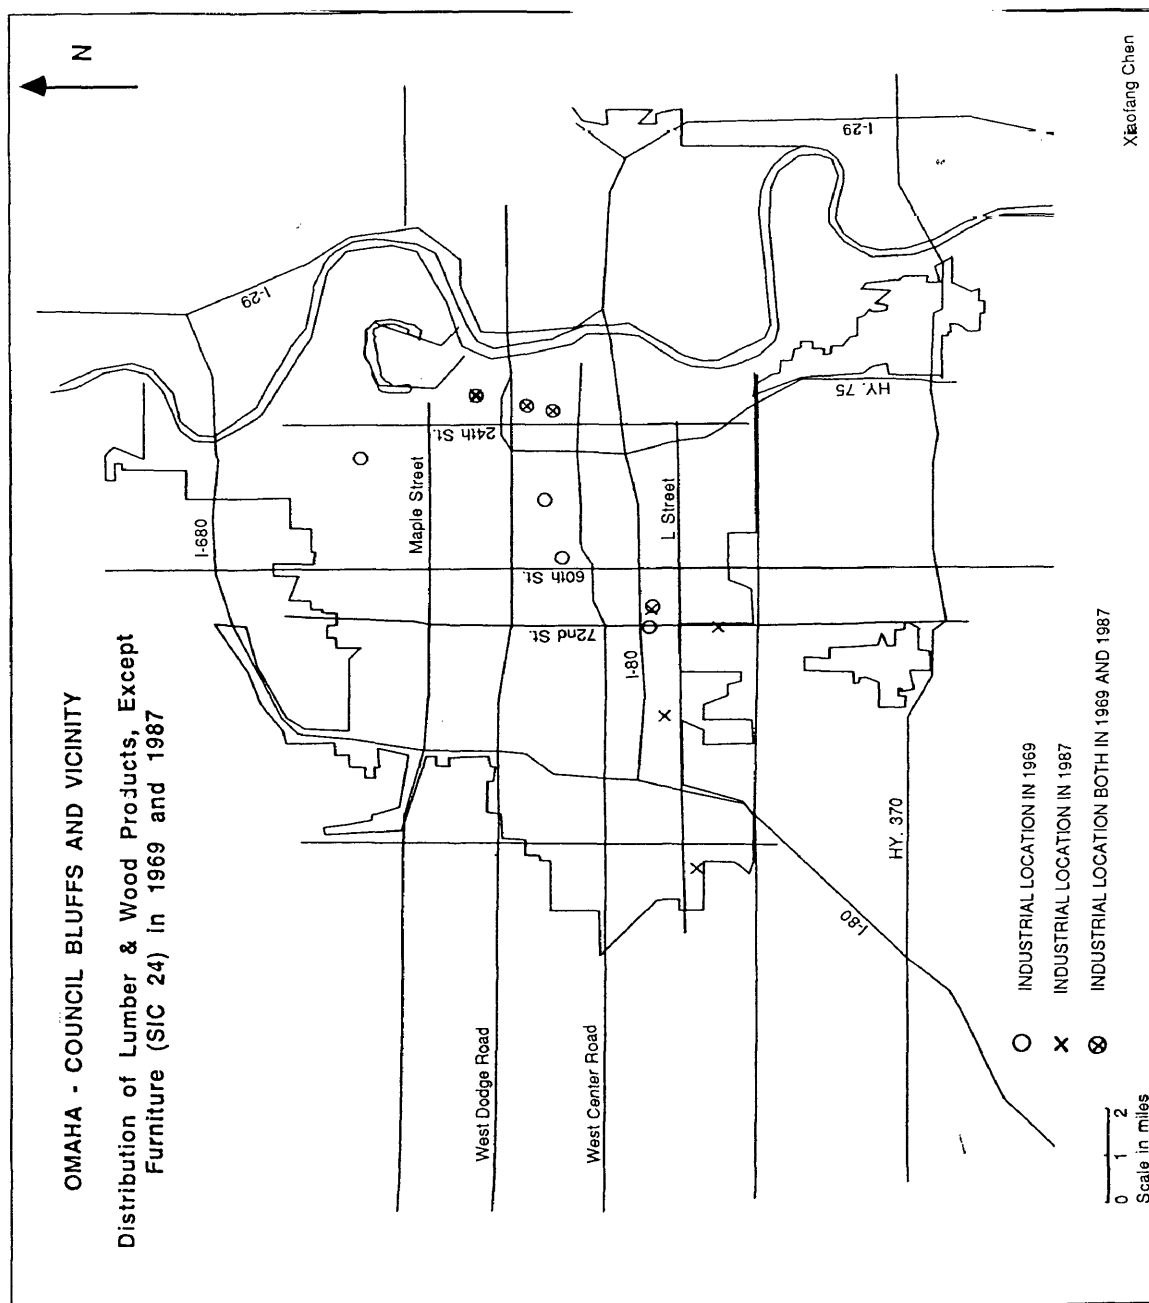 OMAHA - COUNCIL BLUFFS AND VICINITY
Distribution of Lumber & Wood Products, Except
Furniture (SIC 24) in 1969 and 1987
N
I-29
I-680
Maple Street
24th St.
60th St.
72nd St.
West Dodge Road
West Center Road
I-80
L Street
HY. 75
I-29
HY. 370
I-80
INDUSTRIAL LOCATION IN 1969
INDUSTRIAL LOCATION IN 1987
INDUSTRIAL LOCATION BOTH IN 1969 AND 1987
0 1 2
Scale in miles
Xiaofang Chen